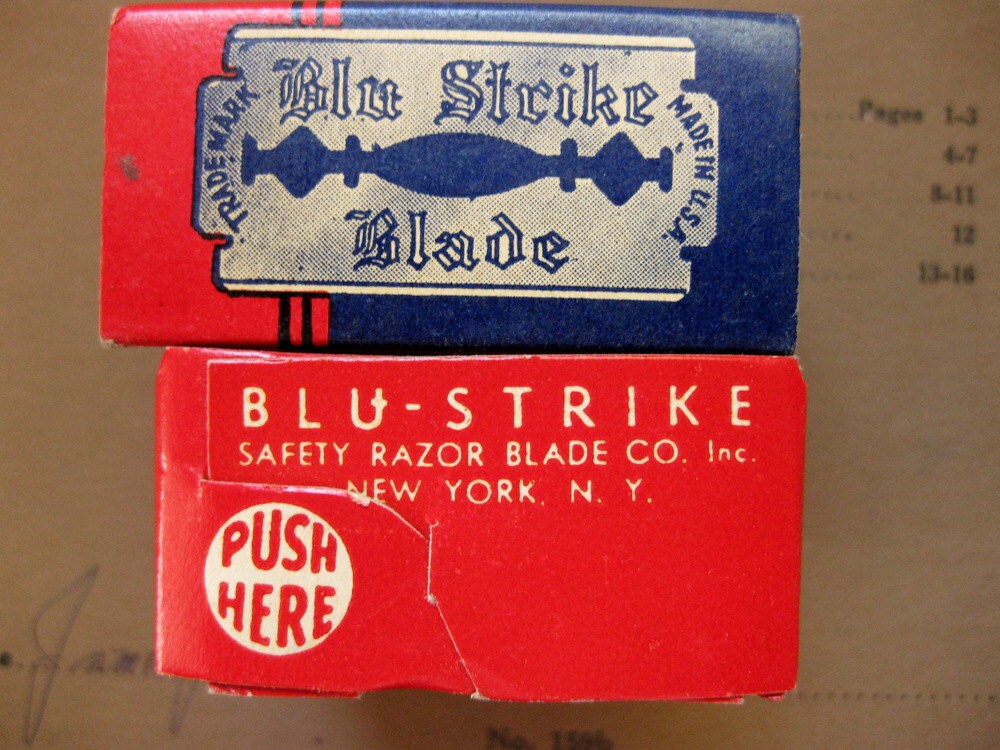 Blu Strike
TRADE MARK
MADE IN U.S.A.
Blade
BLU-STRIKE
SAFETY RAZOR BLADE CO. Inc.
NEW YORK, N. Y.
PUSH
HERE
Pages 1-3
4-7
8-11
12
13-16
No.